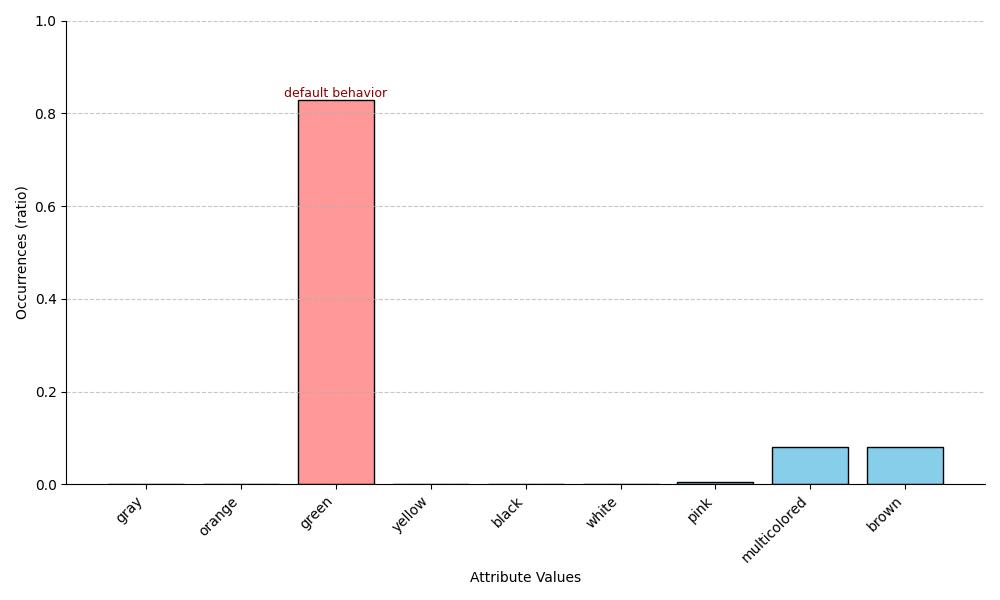 1.0
0.8
0.6
0.4
0.2
0.0
Occurrences (ratio)
default behavior
gray
orange
green
yellow
black
white
pink
multicolored
brown
Attribute Values